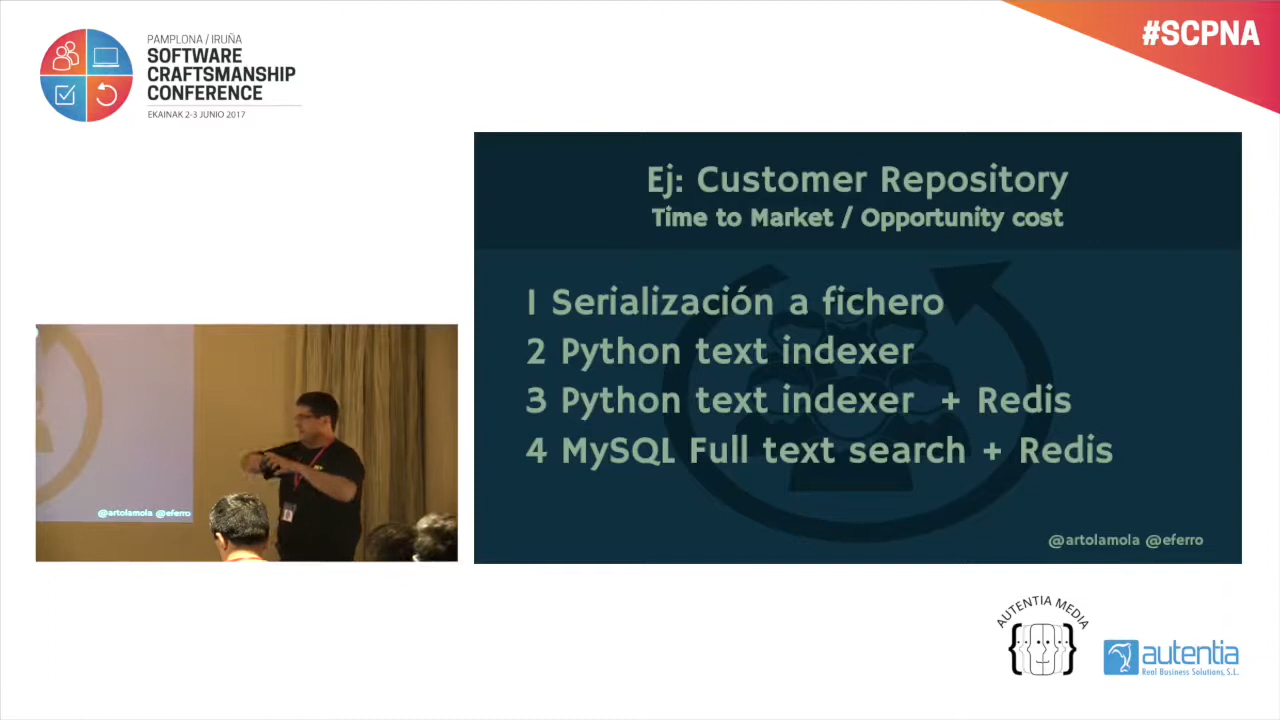 PAMPLONA / IRUÑA
SOFTWARE
CRAFTSMANSHIP
CONFERENCE
EKAINAK 2-3 JUNIO 2017
#SCPNA
Ej: Customer Repository
Time to Market / Opportunity cost
1 Serialización a fichero
2 Python text indexer
3 Python text indexer + Redis
4 MySQL Full text search + Redis
@artolamola @eferro
@artolamola @eferro
AUTENTIA MEDIA
autentia
Real Business Solutions, S.L.